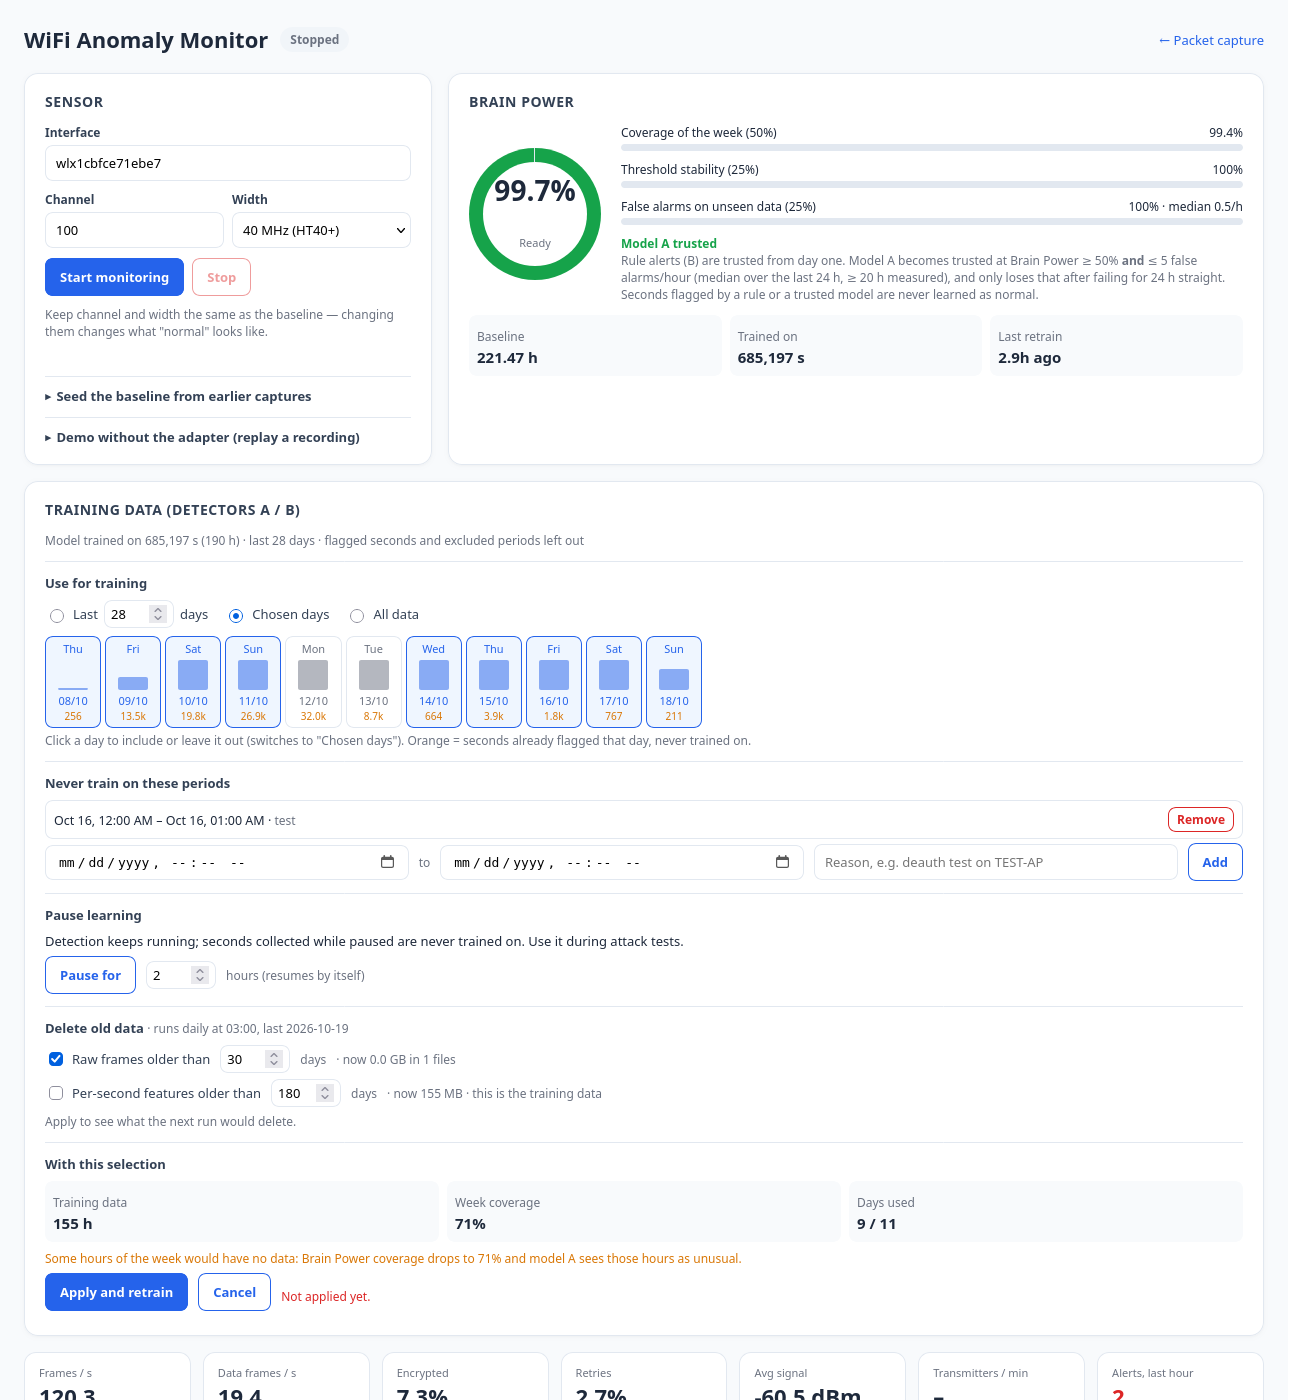 WiFi Anomaly Monitor
Stopped
← Packet capture
SENSOR
Interface
wlx1cbfce71ebe7
Channel
Width
100
40 MHz (HT40+)
Start monitoring
Stop
Keep channel and width the same as the baseline — changing
them changes what "normal" looks like.
▸ Seed the baseline from earlier captures
▸ Demo without the adapter (replay a recording)
BRAIN POWER
99.7%
Ready
Coverage of the week (50%)
99.4%
Threshold stability (25%)
100%
False alarms on unseen data (25%)
100% · median 0.5/h
Model A trusted
Rule alerts (B) are trusted from day one. Model A becomes trusted at Brain Power ≥ 50% and ≤ 5 false
alarms/hour (median over the last 24 h, ≥ 20 h measured), and only loses that after failing for 24 h straight.
Seconds flagged by a rule or a trusted model are never learned as normal.
Baseline
221.47 h
Trained on
685,197 s
Last retrain
2.9h ago
TRAINING DATA (DETECTORS A / B)
Model trained on 685,197 s (190 h) · last 28 days · flagged seconds and excluded periods left out
Use for training
Last 28 days
Chosen days
All data
Thu Fri Sat Sun Mon Tue Wed Thu Fri Sat Sun
08/10 09/10 10/10 11/10 12/10 13/10 14/10 15/10 16/10 17/10 18/10
256 13.5k 19.8k 26.9k 32.0k 8.7k 664 3.9k 1.8k 767 211
Click a day to include or leave it out (switches to "Chosen days"). Orange = seconds already flagged that day, never trained on.
Never train on these periods
Oct 16, 12:00 AM – Oct 16, 01:00 AM · test
Remove
mm/dd/yyyy, --:-- --
to
mm/dd/yyyy, --:-- --
Reason, e.g. deauth test on TEST-AP
Add
Pause learning
Detection keeps running; seconds collected while paused are never trained on. Use it during attack tests.
Pause for
2
hours (resumes by itself)
Delete old data · runs daily at 03:00, last 2026-10-19
Raw frames older than 30 days · now 0.0 GB in 1 files
Per-second features older than 180 days · now 155 MB · this is the training data
Apply to see what the next run would delete.
With this selection
Training data
155 h
Week coverage
71%
Days used
9 / 11
Some hours of the week would have no data: Brain Power coverage drops to 71% and model A sees those hours as unusual.
Apply and retrain
Cancel
Not applied yet.
Frames / s
120.3
Data frames / s
19.4
Encrypted
7.3%
Retries
2.7%
Avg signal
-60.5 dBm
Transmitters / min
–
Alerts, last hour
2